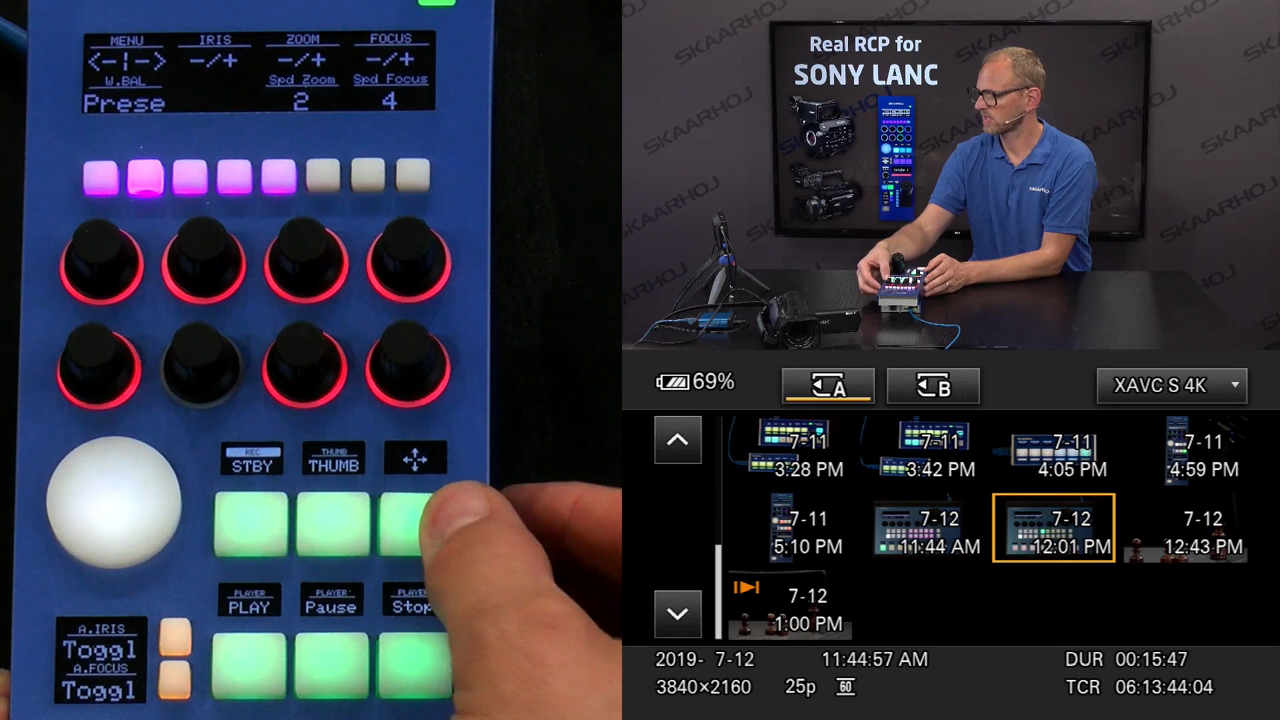 MENU IRIS ZOOM FOCUS
<-|-> -/+ -/+ -/+
W.BAL Spd Zoom Spd Focus
Prese 2 4
REC THUMB
STBY THUMB
PLAYER PLAYER PLAYER
PLAY Pause Stop
A.IRIS
Toggl
A.FOCUS
Toggl
Real RCP for
SONY LANC
SKAARHOJ
SKAARHOJ
SKAARHOJ
SKAARHOJ
SKAARHOJ
SKAARHOJ
69% A B XAVC S 4K
7-11 7-11 7-11 7-11
3:28 PM 3:42 PM 4:05 PM 4:59 PM
7-11 7-12 7-12 7-12
5:10 PM 11:44 AM 12:01 PM 12:43 PM
7-12
1:00 PM
2019- 7-12 11:44:57 AM DUR 00:15:47
3840×2160 25p 60 TCR 06:13:44:04